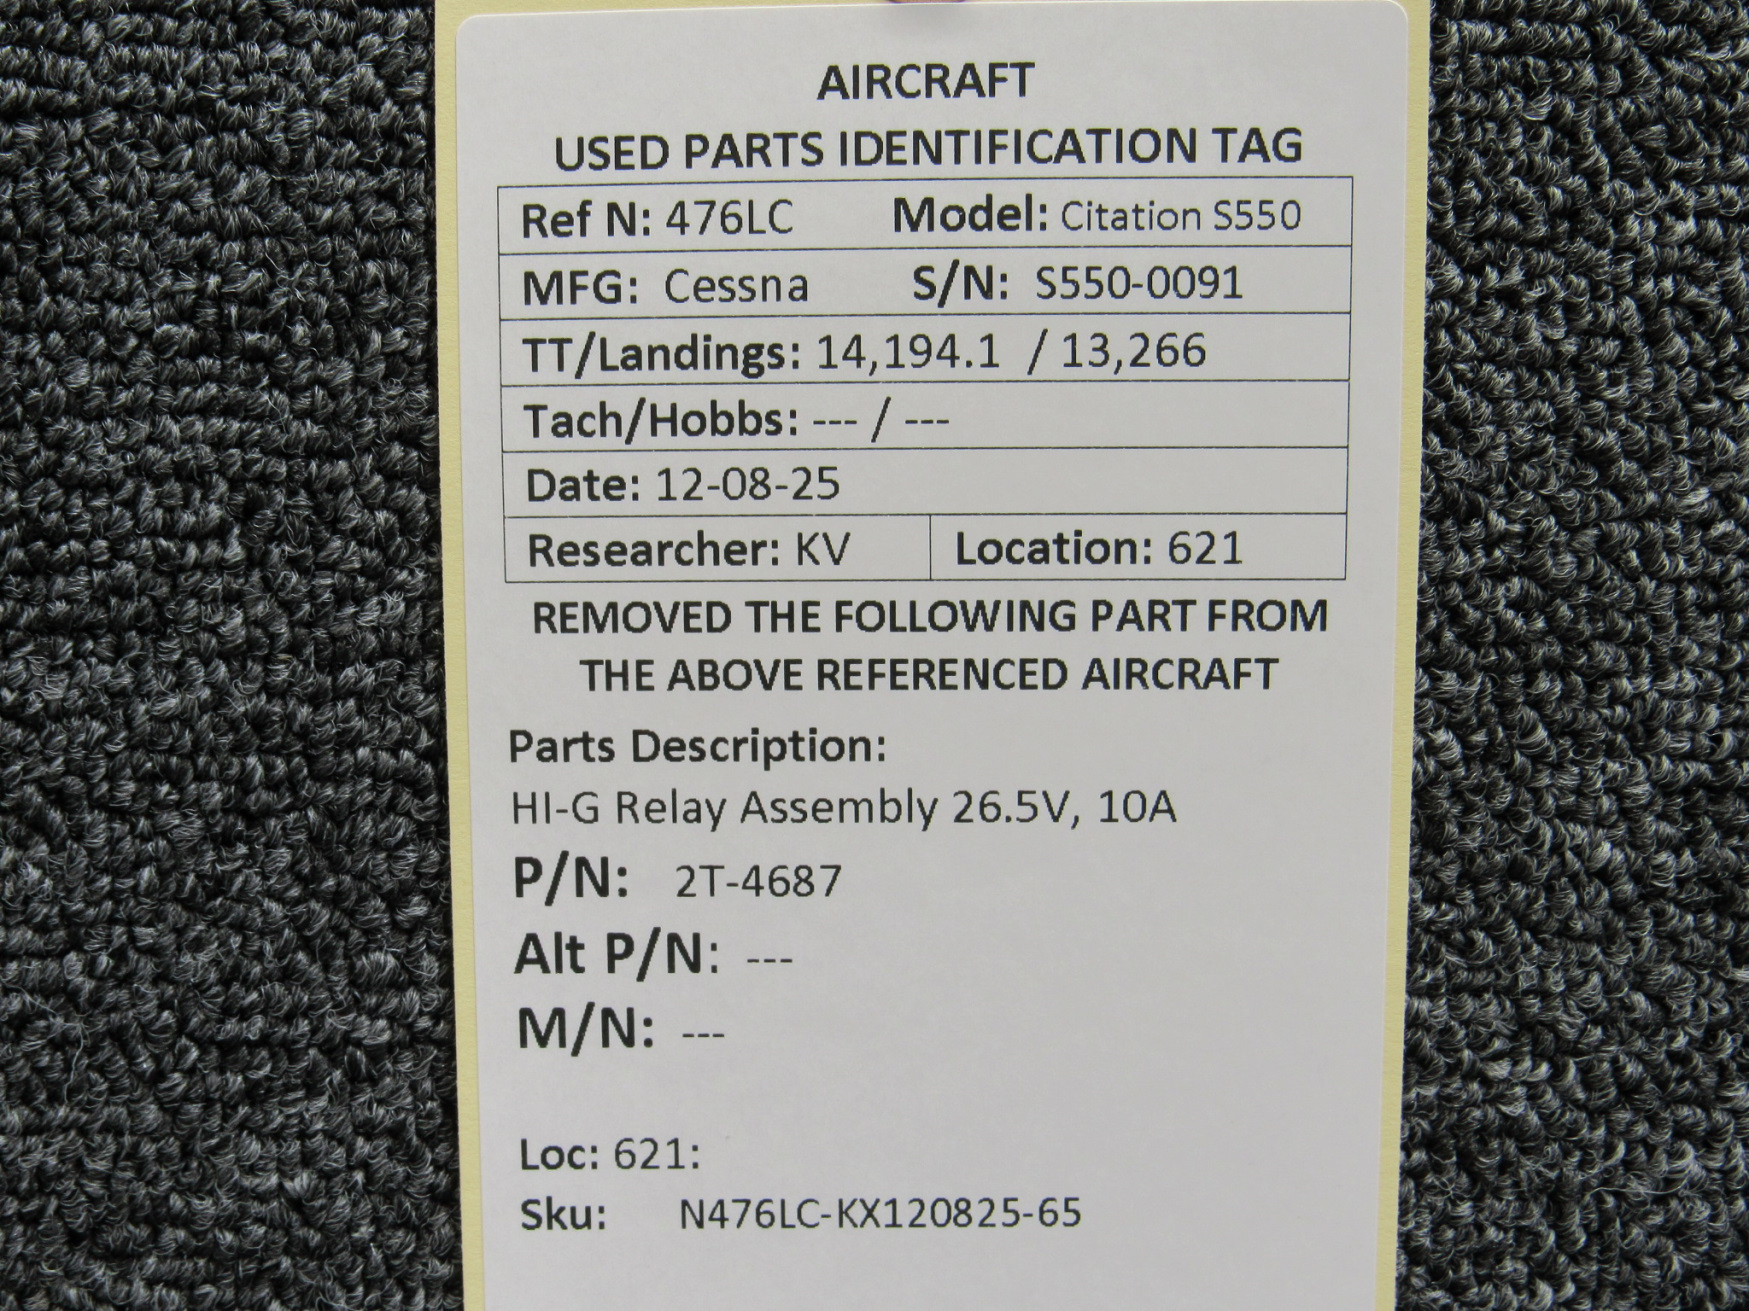 AIRCRAFT
USED PARTS IDENTIFICATION TAG
Ref N: 476LC Model: Citation S550
MFG: Cessna S/N: S550-0091
TT/Landings: 14,194.1 / 13,266
Tach/Hobbs: --- / ---
Date: 12-08-25
Researcher: KV Location: 621
REMOVED THE FOLLOWING PART FROM
THE ABOVE REFERENCED AIRCRAFT
Parts Description:
HI-G Relay Assembly 26.5V, 10A
P/N: 2T-4687
Alt P/N: ---
M/N: ---
Loc: 621:
Sku: N476LC-KX120825-65